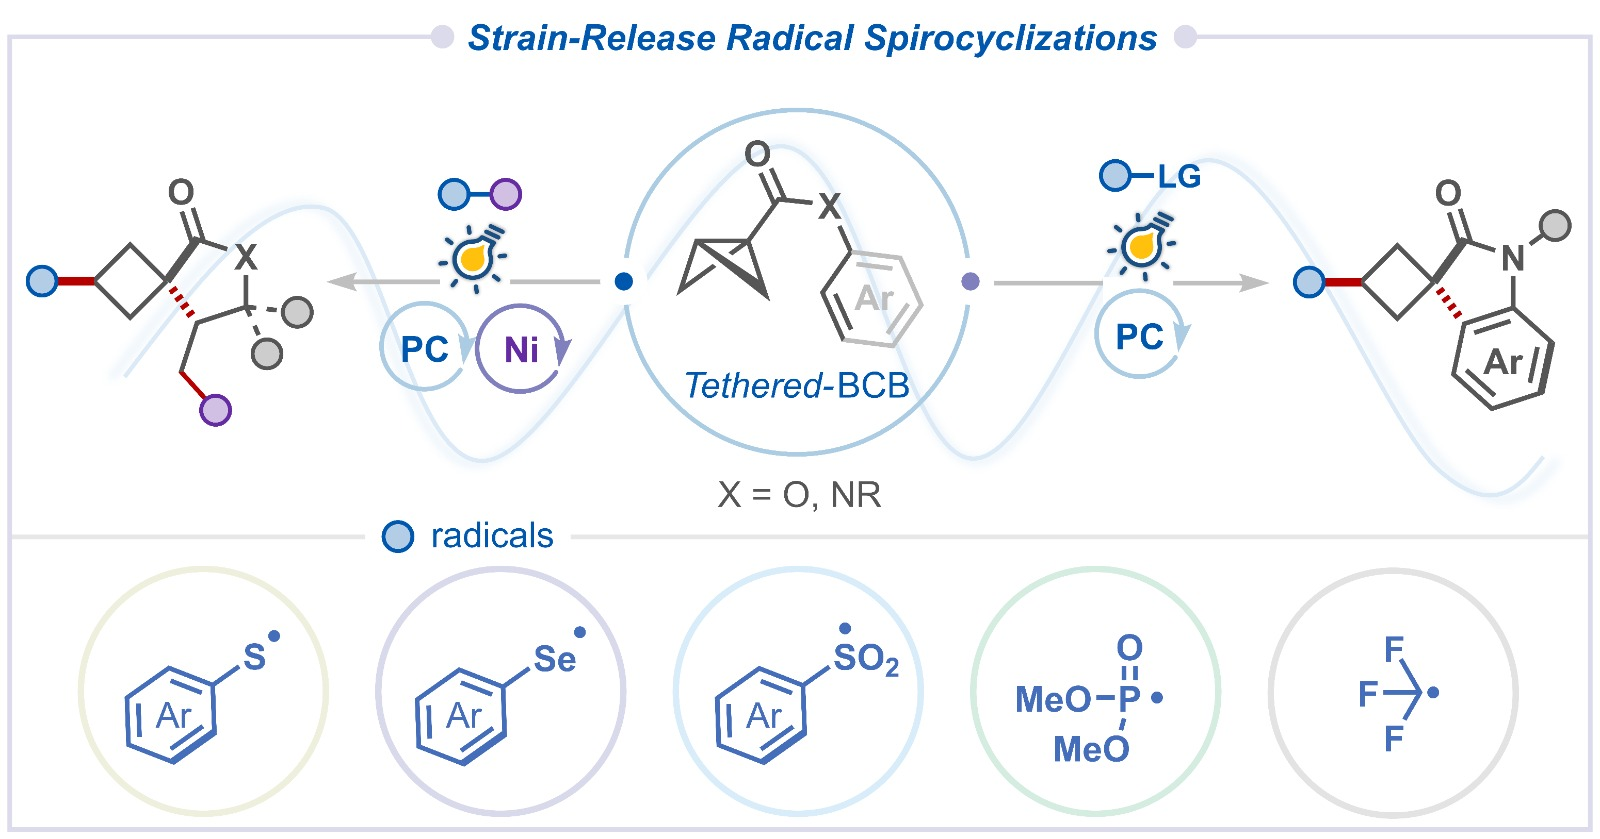 Strain-Release Radical Spirocyclizations
O
X
PC
Ni
O
X
Ar
Tethered-BCB
X = O, NR
LG
PC
O
N
Ar
radicals
S•
Ar
Se•
Ar
•
SO₂
Ar
O
MeO–P•
MeO
F
F •
F